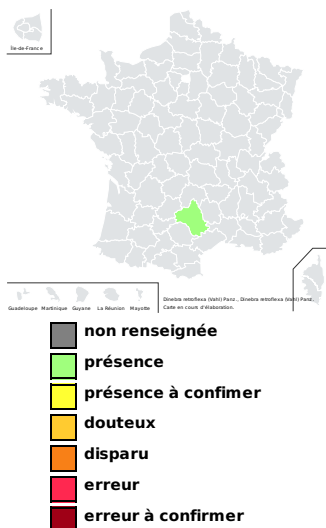 Île-de-France
Dinebra retroflexa (Vahl) Panz., Dinebra retroflexa (Vahl) Panz.
Carte en cours d'élaboration.
Guadeloupe Martinique Guyane La Réunion Mayotte
non renseignée
présence
présence à confimer
douteux
disparu
erreur
erreur à confirmer